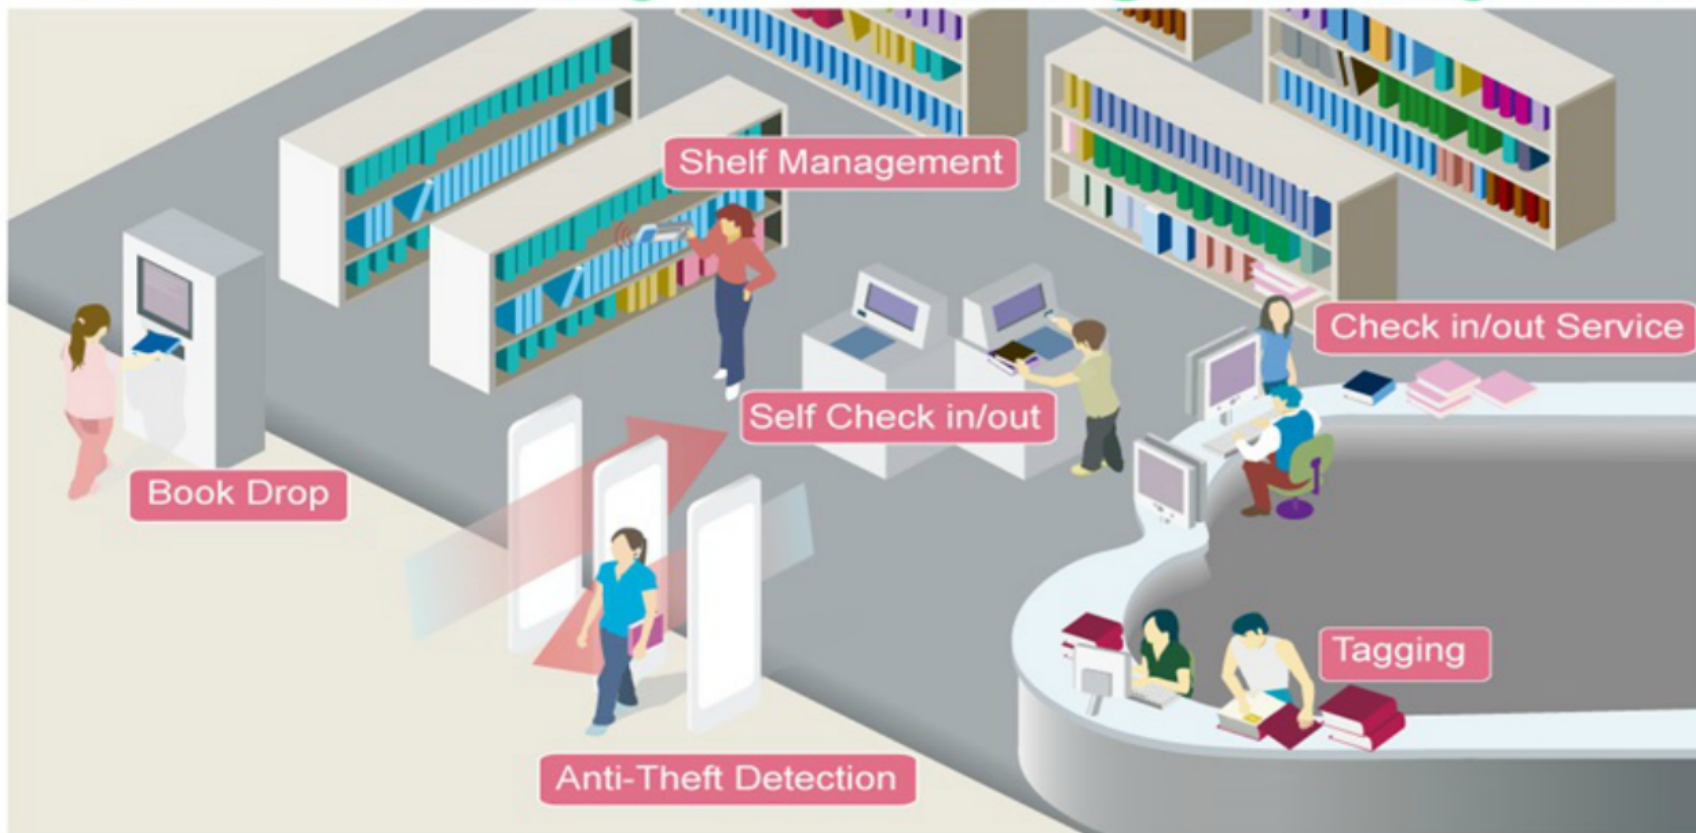 Shelf Management
Check in/out Service
Self Check in/out
Book Drop
Tagging
Anti-Theft Detection